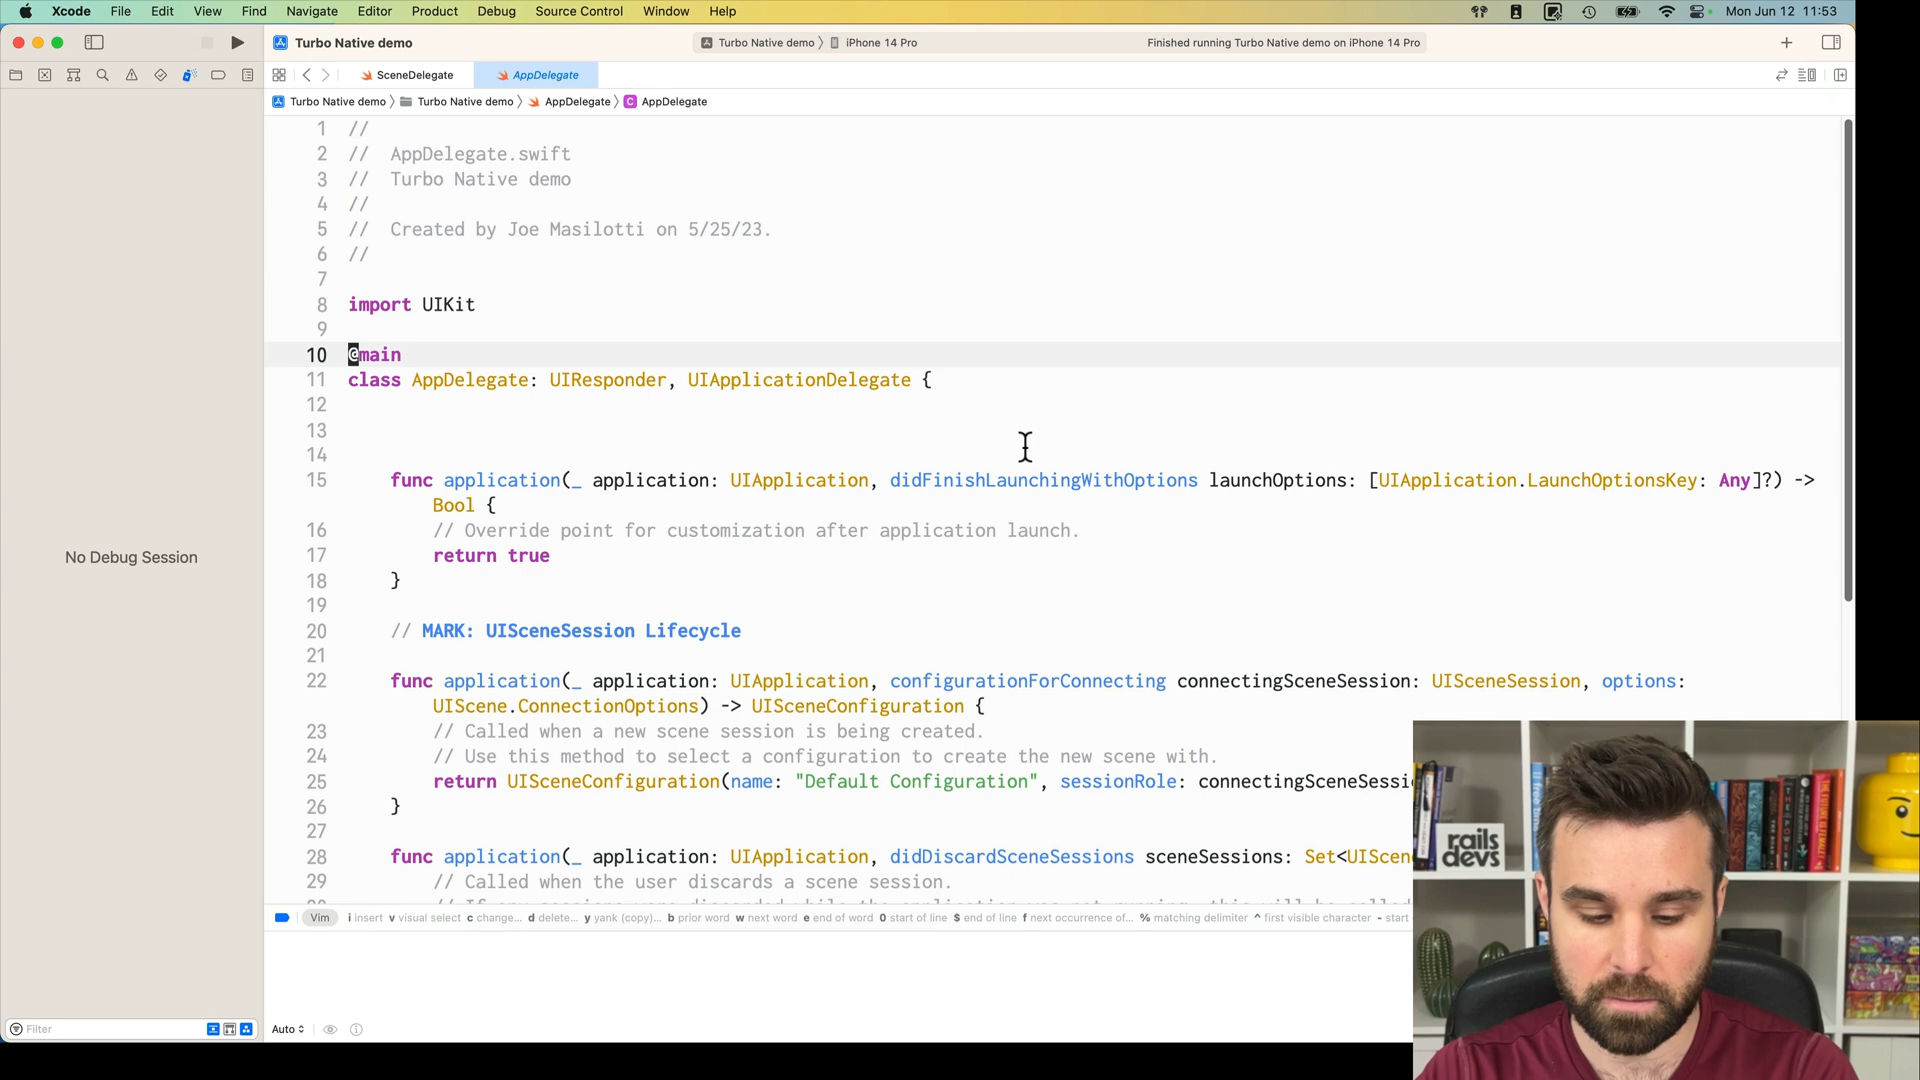 Xcode File Edit View Find Navigate Editor Product Debug Source Control Window Help Mon Jun 12 11:53
Turbo Native demo Turbo Native demo 〉 iPhone 14 Pro Finished running Turbo Native demo on iPhone 14 Pro
SceneDelegate AppDelegate
Turbo Native demo 〉 Turbo Native demo 〉 AppDelegate 〉 C AppDelegate
1 //
2 //  AppDelegate.swift
3 //  Turbo Native demo
4 //
5 //  Created by Joe Masilotti on 5/25/23.
6 //
7
8 import UIKit
9
10 @main
11 class AppDelegate: UIResponder, UIApplicationDelegate {
12
13
14
15 func application(_ application: UIApplication, didFinishLaunchingWithOptions launchOptions: [UIApplication.LaunchOptionsKey: Any]?) ->
Bool {
16 // Override point for customization after application launch.
17 return true
18 }
19
20 // MARK: UISceneSession Lifecycle
21
22 func application(_ application: UIApplication, configurationForConnecting connectingSceneSession: UISceneSession, options:
UIScene.ConnectionOptions) -> UISceneConfiguration {
23 // Called when a new scene session is being created.
24 // Use this method to select a configuration to create the new scene with.
25 return UISceneConfiguration(name: "Default Configuration", sessionRole: connectingSceneSessi
26 }
27
28 func application(_ application: UIApplication, didDiscardSceneSessions sceneSessions: Set<UIScen
29 // Called when the user discards a scene session.
No Debug Session
Vim i insert v visual select c change... d delete... y yank (copy)... b prior word w next word e end of word 0 start of line $ end of line f next occurrence of... % matching delimiter ^ first visible character - start
Filter
Auto
rails
devs